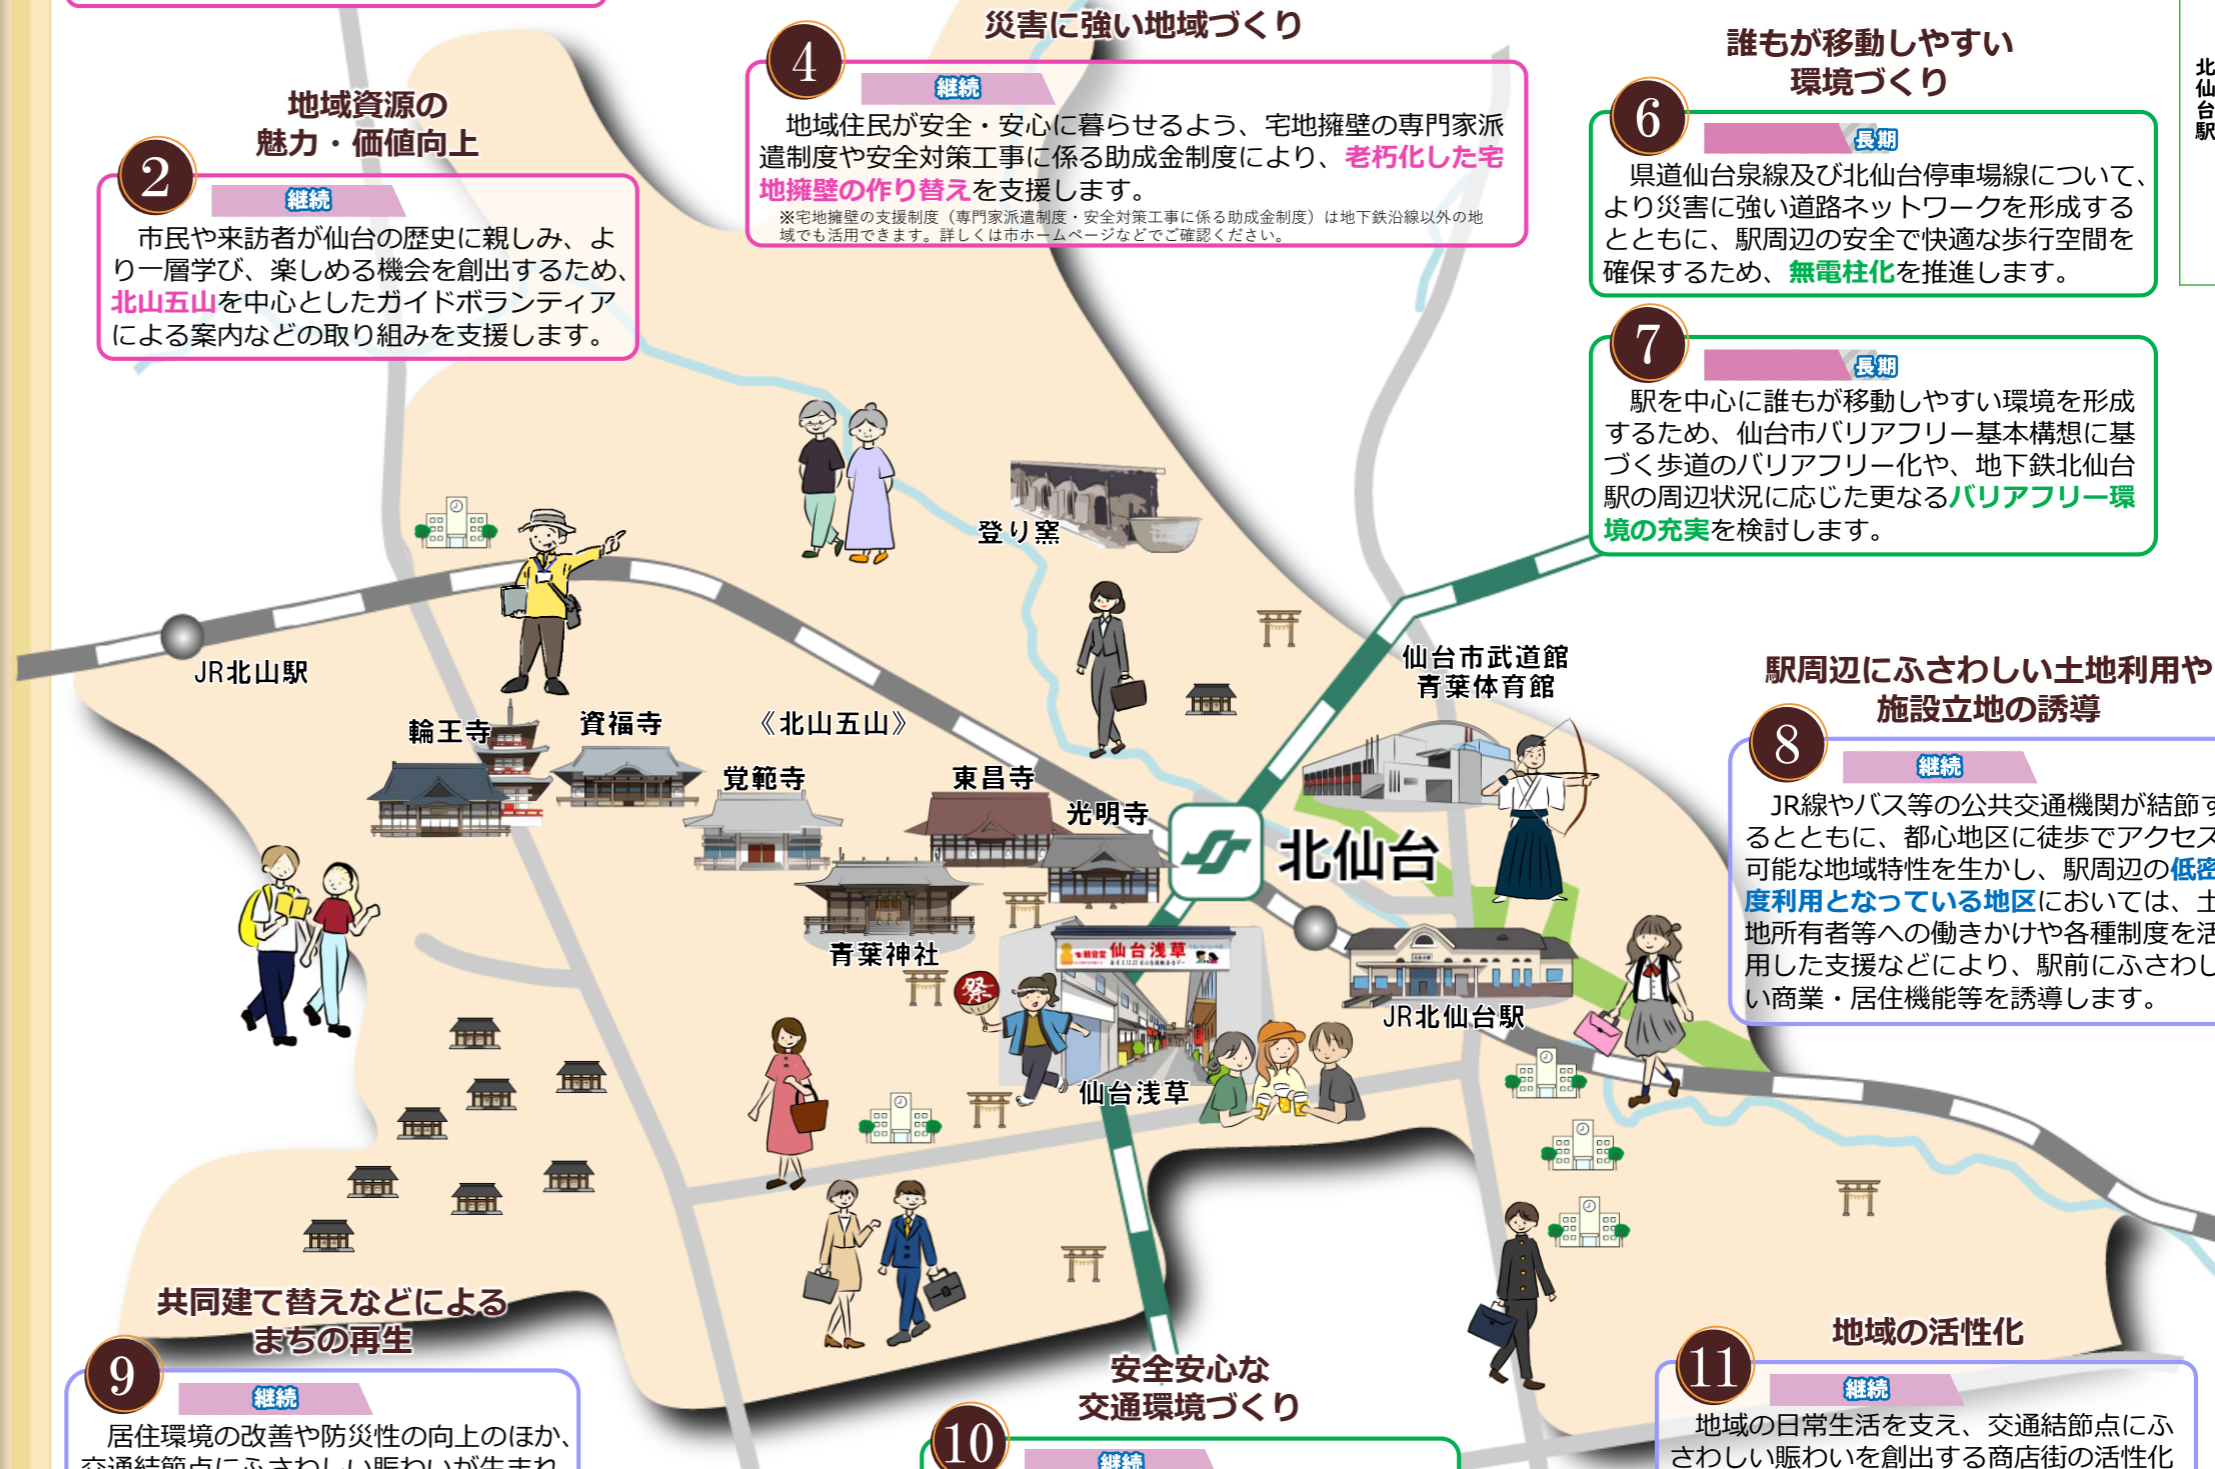 災害に強い地域づくり
4
継続
地域住民が安全・安心に暮らせるよう、宅地擁壁の専門家派
遣制度や安全対策工事に係る助成金制度により、老朽化した宅
地擁壁の作り替えを支援します。
※宅地擁壁の支援制度（専門家派遣制度・安全対策工事に係る助成金制度）は地下鉄沿線以外の地
域でも活用できます。詳しくは市ホームページなどでご確認ください。
誰もが移動しやすい
環境づくり
6
長期
県道仙台泉線及び北仙台停車場線について、
より災害に強い道路ネットワークを形成する
とともに、駅周辺の安全で快適な歩行空間を
確保するため、無電柱化を推進します。
7
長期
駅を中心に誰もが移動しやすい環境を形成
するため、仙台市バリアフリー基本構想に基
づく歩道のバリアフリー化や、地下鉄北仙台
駅の周辺状況に応じた更なるバリアフリー環
境の充実を検討します。
北仙台駅
地域資源の
魅力・価値向上
2
継続
市民や来訪者が仙台の歴史に親しみ、よ
り一層学び、楽しめる機会を創出するため、
北山五山を中心としたガイドボランティア
による案内などの取り組みを支援します。
登り窯
JR北山駅
輪王寺
資福寺
《北山五山》
覚範寺
東昌寺
光明寺
青葉神社
仙台市武道館
青葉体育館
北仙台
祭
仙台浅草
JR北仙台駅
仙台浅草
駅周辺にふさわしい土地利用や
施設立地の誘導
8
継続
JR線やバス等の公共交通機関が結節す
るとともに、都心地区に徒歩でアクセス
可能な地域特性を生かし、駅周辺の低密
度利用となっている地区においては、土
地所有者等への働きかけや各種制度を活
用した支援などにより、駅前にふさわし
い商業・居住機能等を誘導します。
共同建て替えなどによる
まちの再生
9
継続
居住環境の改善や防災性の向上のほか、
交通結節点にふさわしい賑わいが生まれ
安全安心な
交通環境づくり
10
継続
地域の活性化
11
継続
地域の日常生活を支え、交通結節点にふ
さわしい賑わいを創出する商店街の活性化